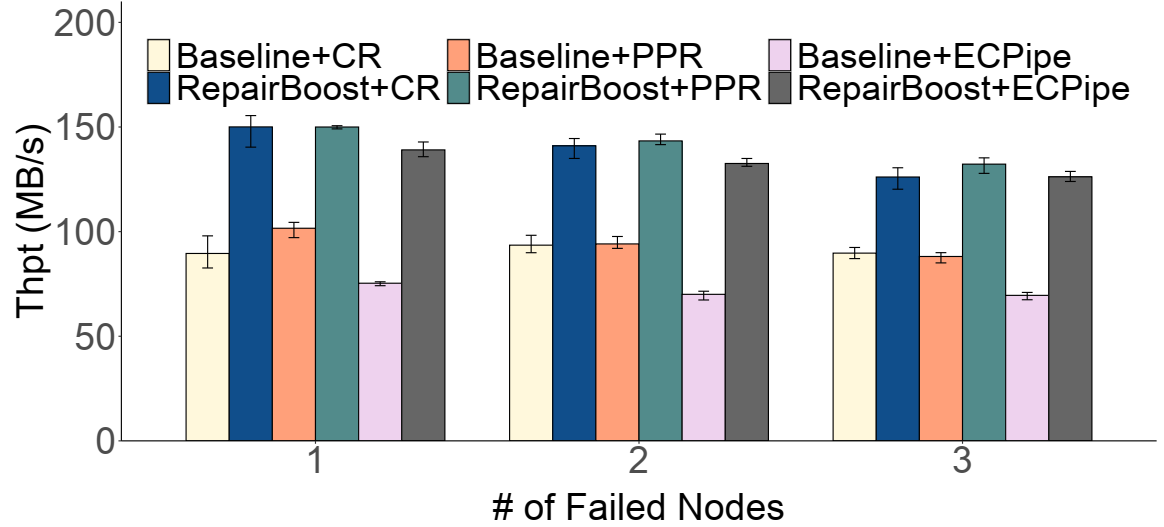 200
Baseline+CR Baseline+PPR Baseline+ECPipe
RepairBoost+CR RepairBoost+PPR RepairBoost+ECPipe
150
Thpt (MB/s)
100
50
0
1 2 3
# of Failed Nodes